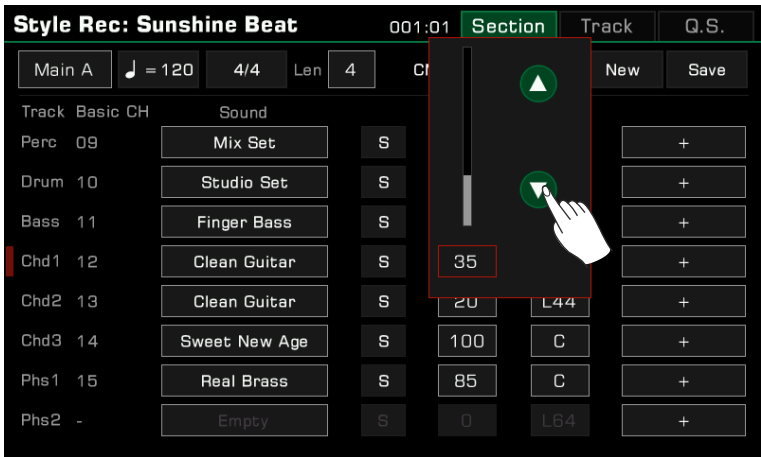 Style Rec: Sunshine Beat 001:01 Section Track Q.S.
Main A = 120 4/4 Len 4 New Save
Track Basic CH Sound
Perc 09 Mix Set S +
Drum 10 Studio Set S +
Bass 11 Finger Bass S +
Chd1 12 Clean Guitar S 35 +
Chd2 13 Clean Guitar S 20 L44 +
Chd3 14 Sweet New Age S 100 C +
Phs1 15 Real Brass S 85 C +
Phs2 - Empty S 0 L64 +